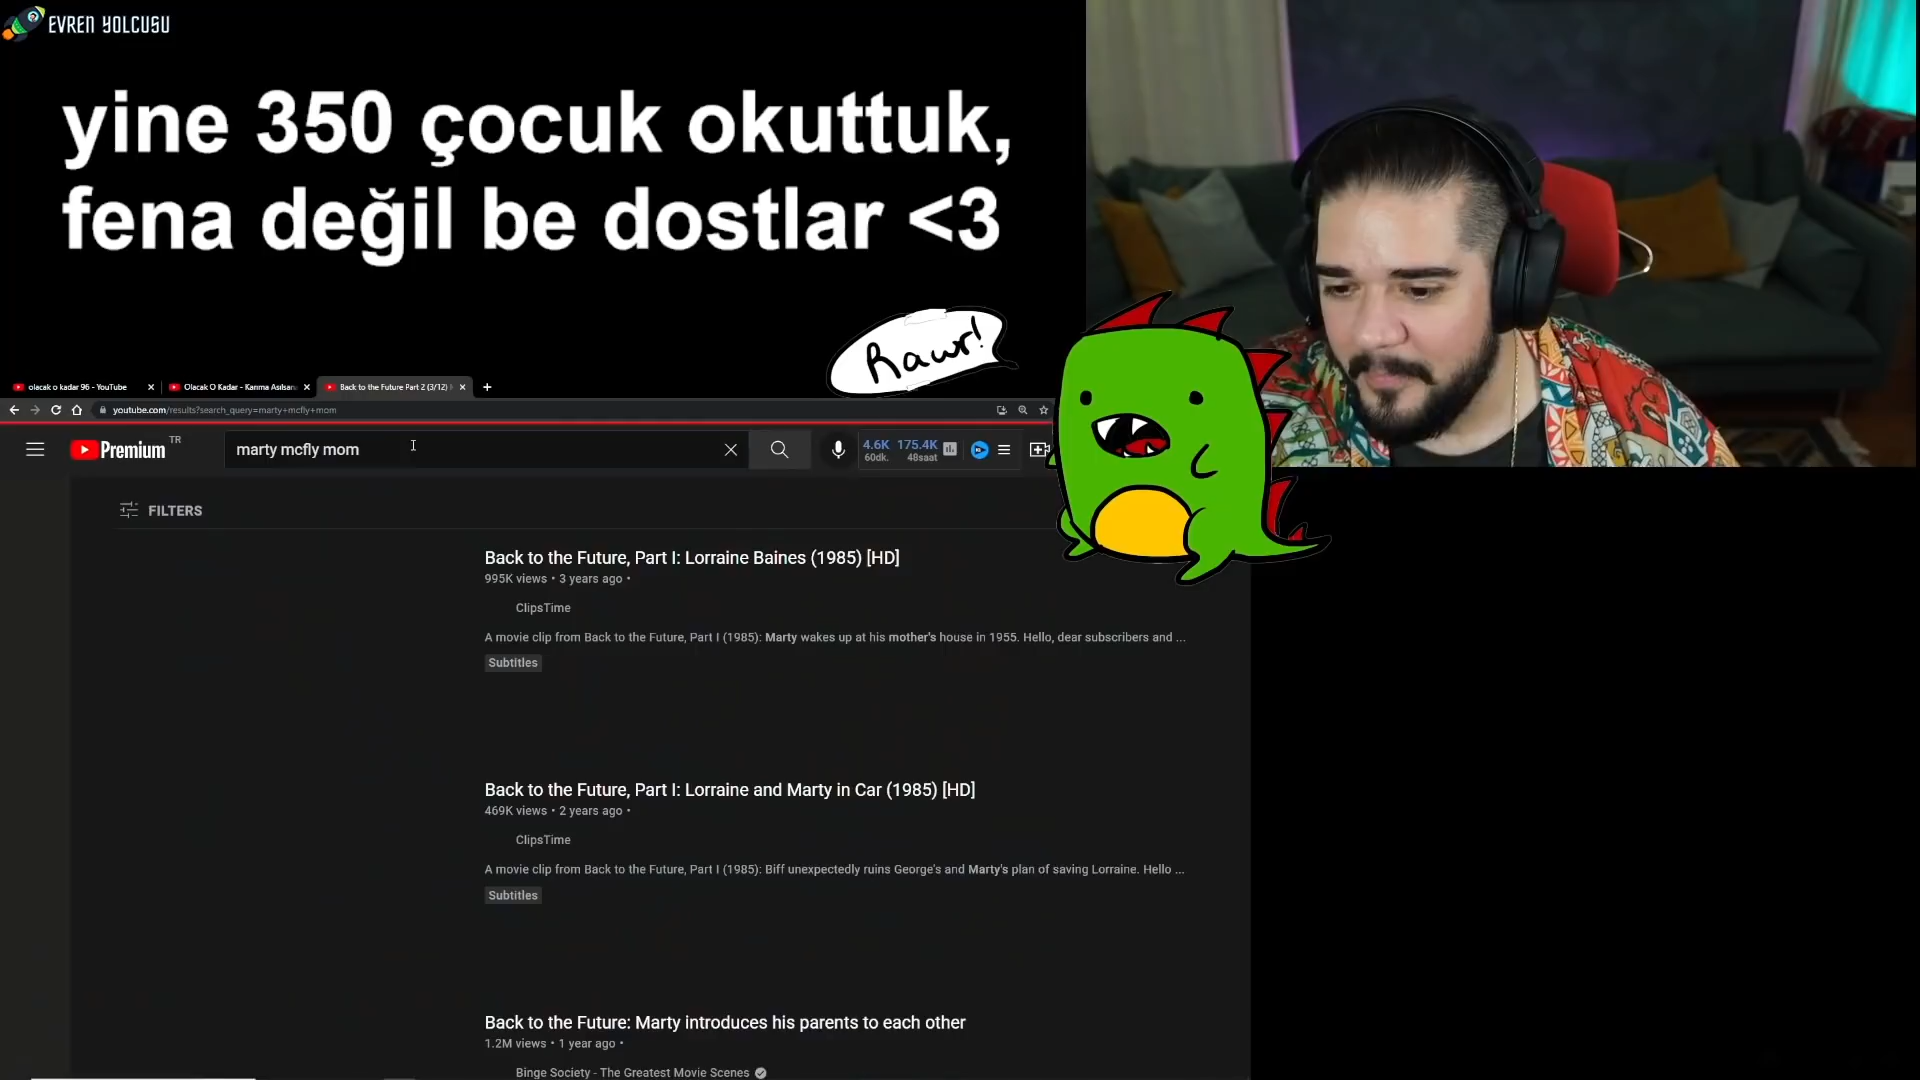 EVREN YOLCUSU
yine 350 çocuk okuttuk,
fena değil be dostlar <3
Rawr!
olacak o kadar 96 - YouTube
Olacak O Kadar - Karıma Asılsan
Back to the Future Part 2 (3/12)
youtube.com/results?search_query=marty+mcfly+mom
Premium TR
marty mcfly mom
4.6K 175.4K
60dk. 48saat
FILTERS
Back to the Future, Part I: Lorraine Baines (1985) [HD]
995K views • 3 years ago •
ClipsTime
A movie clip from Back to the Future, Part I (1985): Marty wakes up at his mother's house in 1955. Hello, dear subscribers and ...
Subtitles
Back to the Future, Part I: Lorraine and Marty in Car (1985) [HD]
469K views • 2 years ago •
ClipsTime
A movie clip from Back to the Future, Part I (1985): Biff unexpectedly ruins George's and Marty's plan of saving Lorraine. Hello ...
Subtitles
Back to the Future: Marty introduces his parents to each other
1.2M views • 1 year ago •
Binge Society - The Greatest Movie Scenes